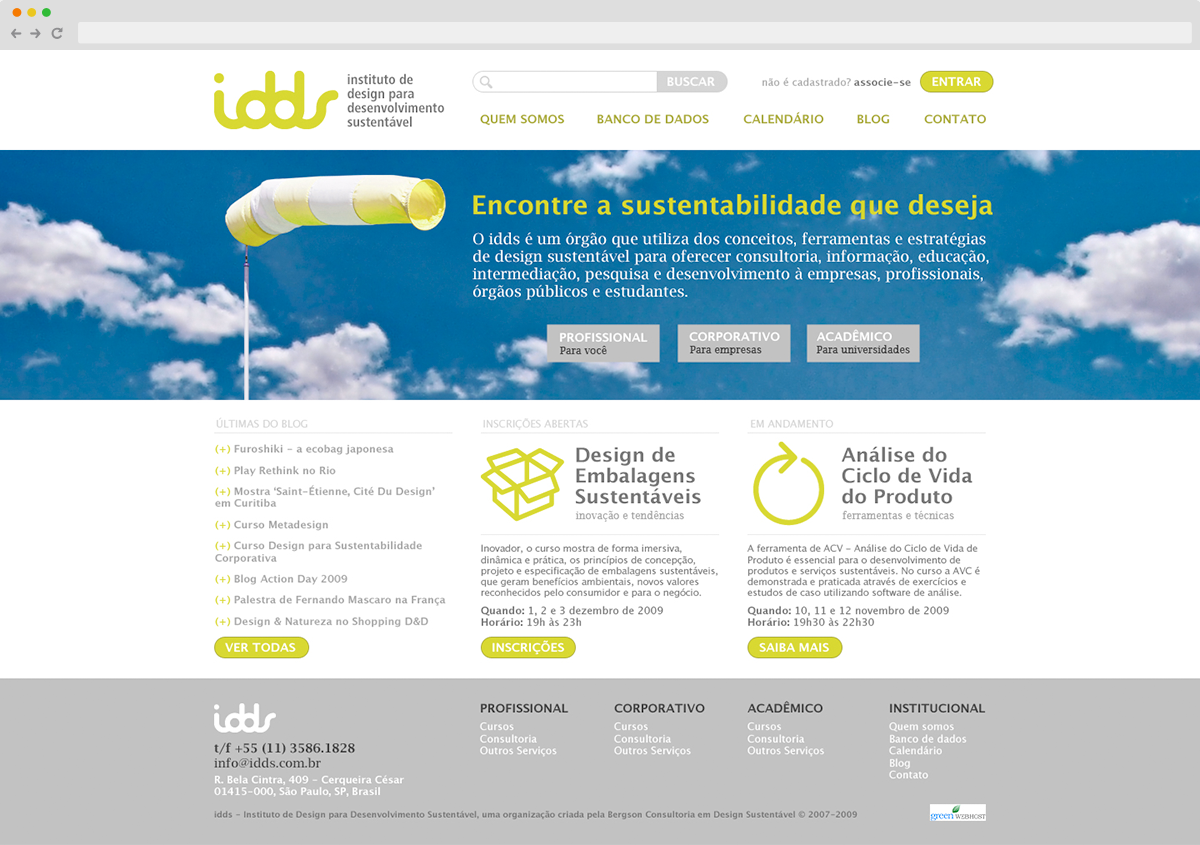 idds
instituto de
design para
desenvolvimento
sustentável
BUSCAR
não é cadastrado? associe-se
ENTRAR
QUEM SOMOS
BANCO DE DADOS
CALENDÁRIO
BLOG
CONTATO
Encontre a sustentabilidade que deseja
O idds é um órgão que utiliza dos conceitos, ferramentas e estratégias
de design sustentável para oferecer consultoria, informação, educação,
intermediação, pesquisa e desenvolvimento à empresas, profissionais,
órgãos públicos e estudantes.
PROFISSIONAL
Para você
CORPORATIVO
Para empresas
ACADÊMICO
Para universidades
ÚLTIMAS DO BLOG
(+) Furoshiki - a ecobag japonesa
(+) Play Rethink no Rio
(+) Mostra ‘Saint-Étienne, Cité Du Design’
em Curitiba
(+) Curso Metadesign
(+) Curso Design para Sustentabilidade
Corporativa
(+) Blog Action Day 2009
(+) Palestra de Fernando Mascaro na França
(+) Design & Natureza no Shopping D&D
VER TODAS
INSCRIÇÕES ABERTAS
Design de
Embalagens
Sustentáveis
inovação e tendências
Inovador, o curso mostra de forma imersiva,
dinâmica e prática, os princípios de concepção,
projeto e especificação de embalagens sustentáveis,
que geram benefícios ambientais, novos valores
reconhecidos pelo consumidor e para o negócio.
Quando: 1, 2 e 3 dezembro de 2009
Horário: 19h às 23h
INSCRIÇÕES
EM ANDAMENTO
Análise do
Ciclo de Vida
do Produto
ferramentas e técnicas
A ferramenta de ACV - Análise do Ciclo de Vida de
Produto é essencial para o desenvolvimento de
produtos e serviços sustentáveis. No curso a AVC é
demonstrada e praticada através de exercícios e
estudos de caso utilizando software de análise.
Quando: 10, 11 e 12 novembro de 2009
Horário: 19h30 às 22h30
SAIBA MAIS
idds
t/f +55 (11) 3586.1828
info@idds.com.br
R. Bela Cintra, 409 - Cerqueira César
01415-000, São Paulo, SP, Brasil
PROFISSIONAL
Cursos
Consultoria
Outros Serviços
CORPORATIVO
Cursos
Consultoria
Outros Serviços
ACADÊMICO
Cursos
Consultoria
Outros Serviços
INSTITUCIONAL
Quem somos
Banco de dados
Calendário
Blog
Contato
idds - Instituto de Design para Desenvolvimento Sustentável, uma organização criada pela Bergson Consultoria em Design Sustentável © 2007-2009
green WEBHOST